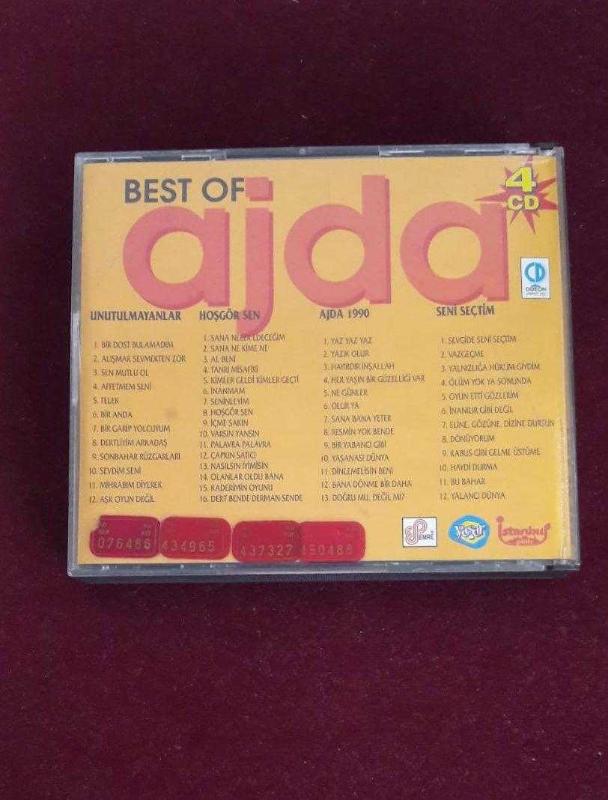 BEST OF
ajda
4
CD
CD
UNUTULMAYANLAR
1. BİR DOST BULAMADIM
2. ALIŞMAK SEVMEKTEN ZOR
3. SEN MUTLU OL
4. AFFETMEM SENİ
5. TELEK
6. BİR ANDA
7. BİR GARİP YOLCUYUM
8. DERTLİYİM ARKADAŞ
9. SONBAHAR RÜZGARLARI
10. SEVDİM SENİ
11. MİHRABIM DİYEREK
12. AŞK OYUN DEĞİL
HOŞGÖR SEN
1. SANA NELER EDECEĞİM
2. SANA NE KİME NE
3. AL BENİ
4. TANRI MİSAFİRİ
5. KİMLER GELDİ KİMLER GEÇTİ
6. İNANMAM
7. SENİNLEYİM
8. HOŞGÖR SEN
9. İÇME SAKIN
10. VARSIN YANSIN
11. PALAVRA PALAVRA
12. ÇAPKIN SATICI
13. NASILSIN İYİMİSİN
14. OLANLAR OLDU BANA
15. KADERİMİN OYUNU
16. DERT BENDE DERMAN SENDE
AJDA 1990
1. YAZ YAZ YAZ
2. YAZIK OLUR
3. HAYIRDIR İNŞALLAH
4. HER YAŞIN BİR GÜZELLİĞİ VAR
5. NE GÜNLER
6. OLUR YA
7. SANA BANA YETER
8. RESMİN YOK BENDE
9. BİR YABANCI GİBİ
10. YAŞANASI DÜNYA
11. DİNLEMELİSİN BENİ
12. BANA DÖNME BİR DAHA
13. DOĞRU MU, DEĞİL Mİ?
SENİ SEÇTİM
1. SEVGİDE SENİ SEÇTİM
2. VAZGEÇME
3. YALNIZLIĞA HÜKÜM GİYDİM
4. ÖLÜM YOK YA SONUNDA
5. OYUN ETTİ GÖZLERİM
6. İNANILIR GİBİ DEĞİL
7. ELİNE, GÖZÜNE, DİZİNE DURSUN
8. DÖNÜYORUM
9. KABUS GİBİ GELME ÜSTÜME
10. HAYDİ DURMA
11. BU BAHAR
12. YALANCI DÜNYA
076486
434965
437327
EMRE
İstanbul